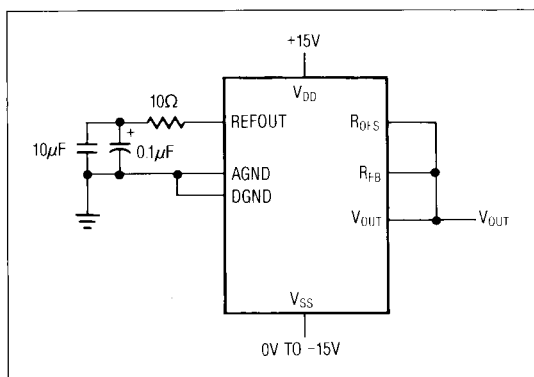 +15V
V_DD
10Ω
REFOUT
R_OFS
+
10μF
0.1μF
AGND
R_FB
DGND
V_OUT
V_OUT
V_SS
0V TO -15V